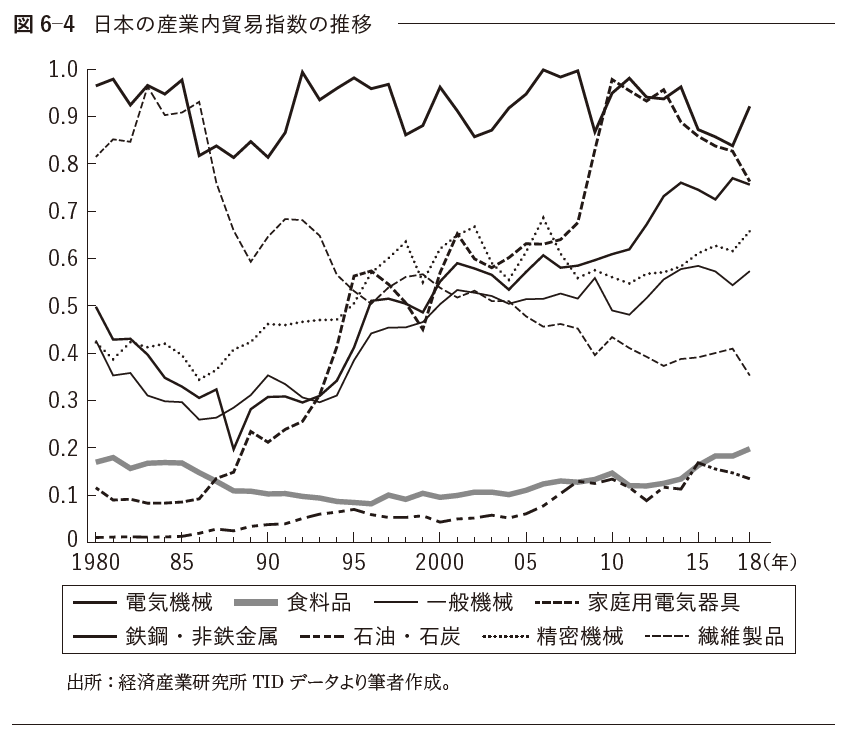 図 6-4 日本の産業内貿易指数の推移
1.0
0.9
0.8
0.7
0.6
0.5
0.4
0.3
0.2
0.1
0
1980 85 90 95 2000 05 10 15 18(年)
電気機械 食料品 一般機械 家庭用電気器具
鉄鋼・非鉄金属 石油・石炭 精密機械 繊維製品
出所：経済産業研究所 TID データより筆者作成。